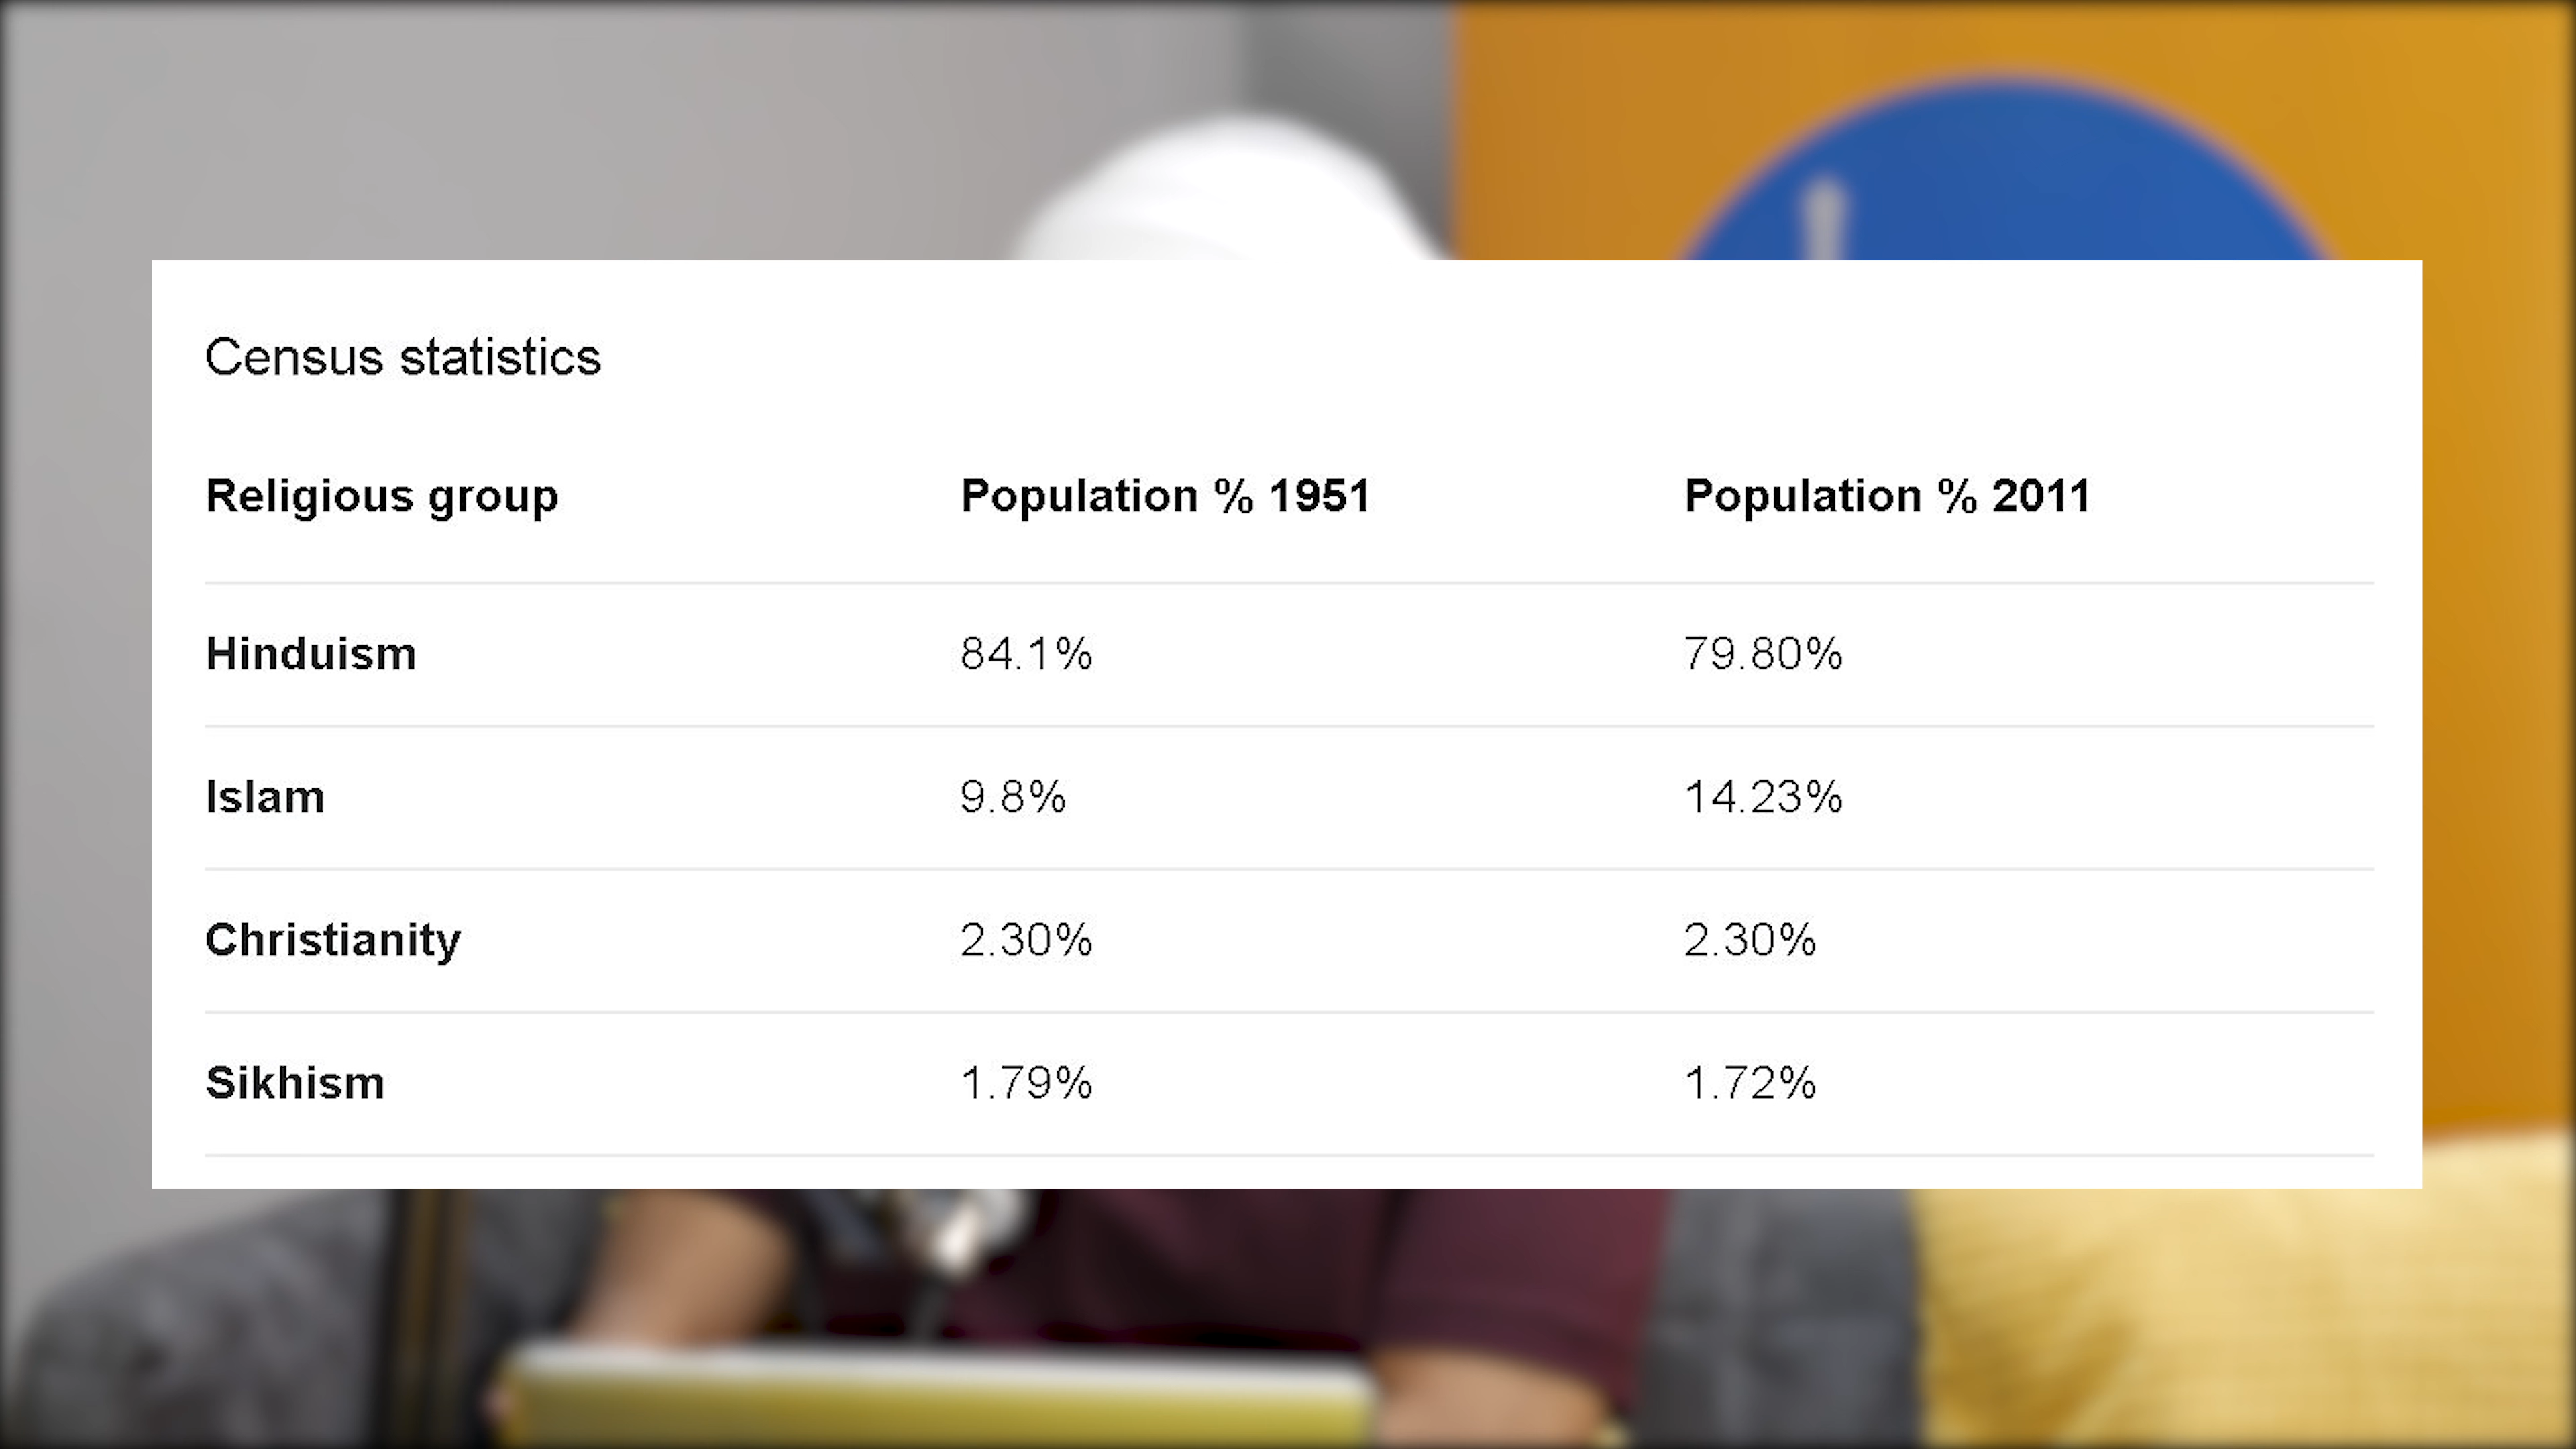 Census statistics
Religious group Population % 1951 Population % 2011
Hinduism 84.1% 79.80%
Islam 9.8% 14.23%
Christianity 2.30% 2.30%
Sikhism 1.79% 1.72%